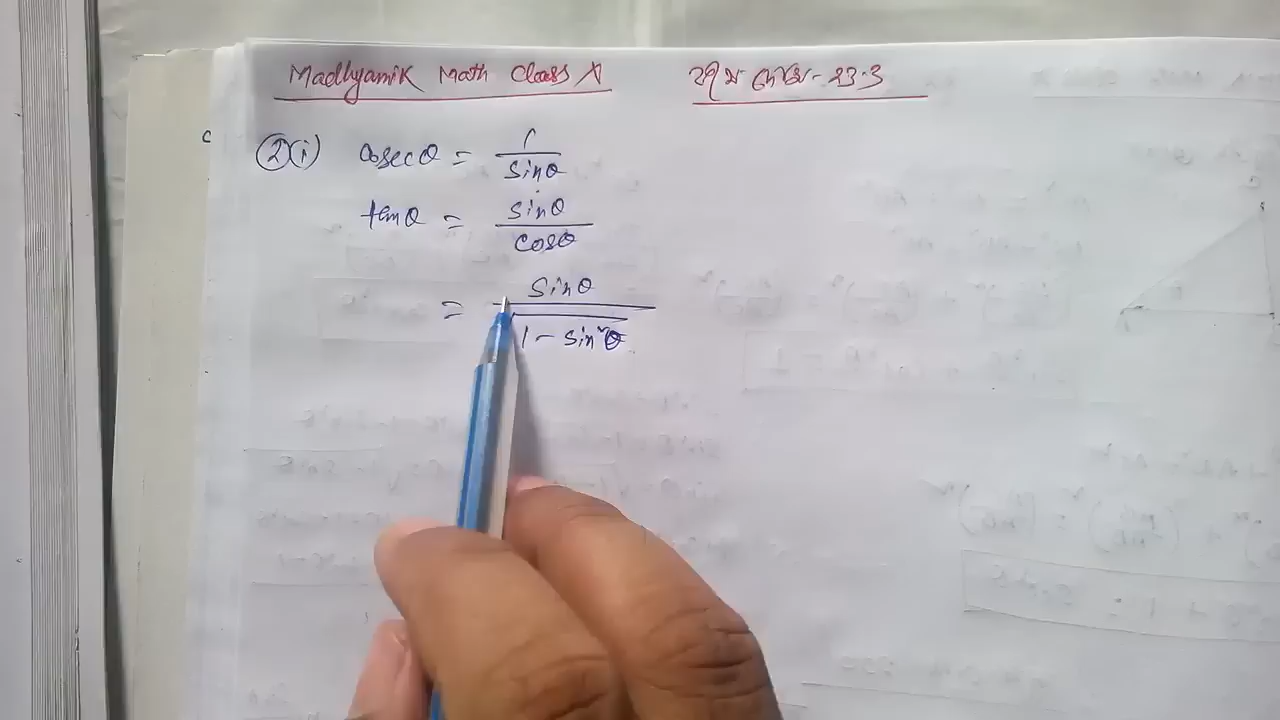 Madhyamik Math Class X কষে দেখি - 23.3
②(i) cosecθ = 1/sinθ
tanθ = sinθ/cosθ
= sinθ/√(1 - sin²θ)